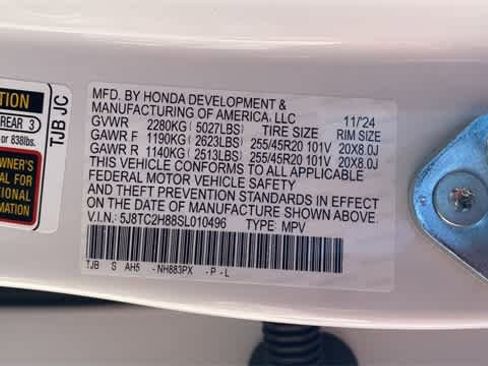 TION
REAR 3
or 838lbs.
WNER'S
AL FOR
TIONAL
MATION
TJB JC
MFD. BY HONDA DEVELOPMENT &
MANUFACTURING OF AMERICA, LLC 11/24
GVWR 2280KG (5027LBS) TIRE SIZE RIM SIZE
GAWR F 1190KG (2623LBS) 255/45R20 101V 20X8.0J
GAWR R 1140KG (2513LBS) 255/45R20 101V 20X8.0J
THIS VEHICLE CONFORMS TO ALL APPLICABLE
FEDERAL MOTOR VEHICLE SAFETY
AND THEFT PREVENTION STANDARDS IN EFFECT
ON THE DATE OF MANUFACTURE SHOWN ABOVE.
V.I.N.: 5J8TC2H88SL010496 TYPE: MPV
TJB S AH5 -NH883PX -P-L